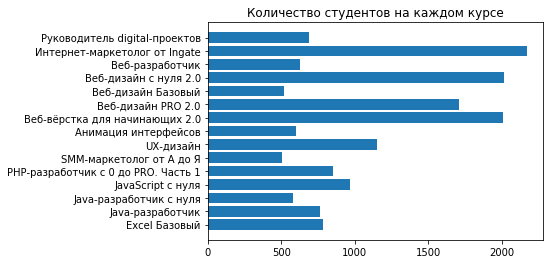 Количество студентов на каждом курсе
Руководитель digital-проектов
Интернет-маркетолог от Ingate
Веб-разработчик
Веб-дизайн с нуля 2.0
Веб-дизайн Базовый
Веб-дизайн PRO 2.0
Веб-вёрстка для начинающих 2.0
Анимация интерфейсов
UX-дизайн
SMM-маркетолог от А до Я
PHP-разработчик с 0 до PRO. Часть 1
JavaScript с нуля
Java-разработчик с нуля
Java-разработчик
Excel Базовый
0 500 1000 1500 2000